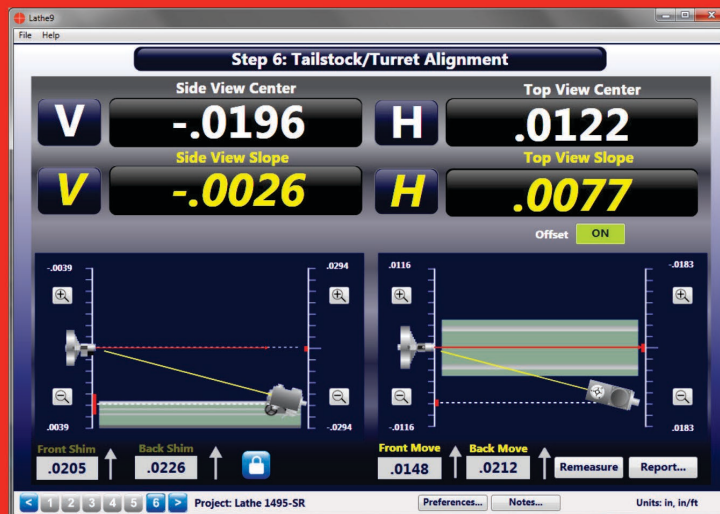 Lathe9
File Help
Step 6: Tailstock/Turret Alignment
Side View Center
V -.0196
Side View Slope
V -.0026
Top View Center
H .0122
Top View Slope
H .0077
Offset ON
-.0039 .0294
.0039 -.0294
.0116 -.0183
-.0116 .0183
Front Shim Back Shim
.0205 .0226
Front Move Back Move
.0148 .0212 Remeasure Report...
< 1 2 3 4 5 6 > Project: Lathe 1495-SR Preferences... Notes... Units: in, in/ft